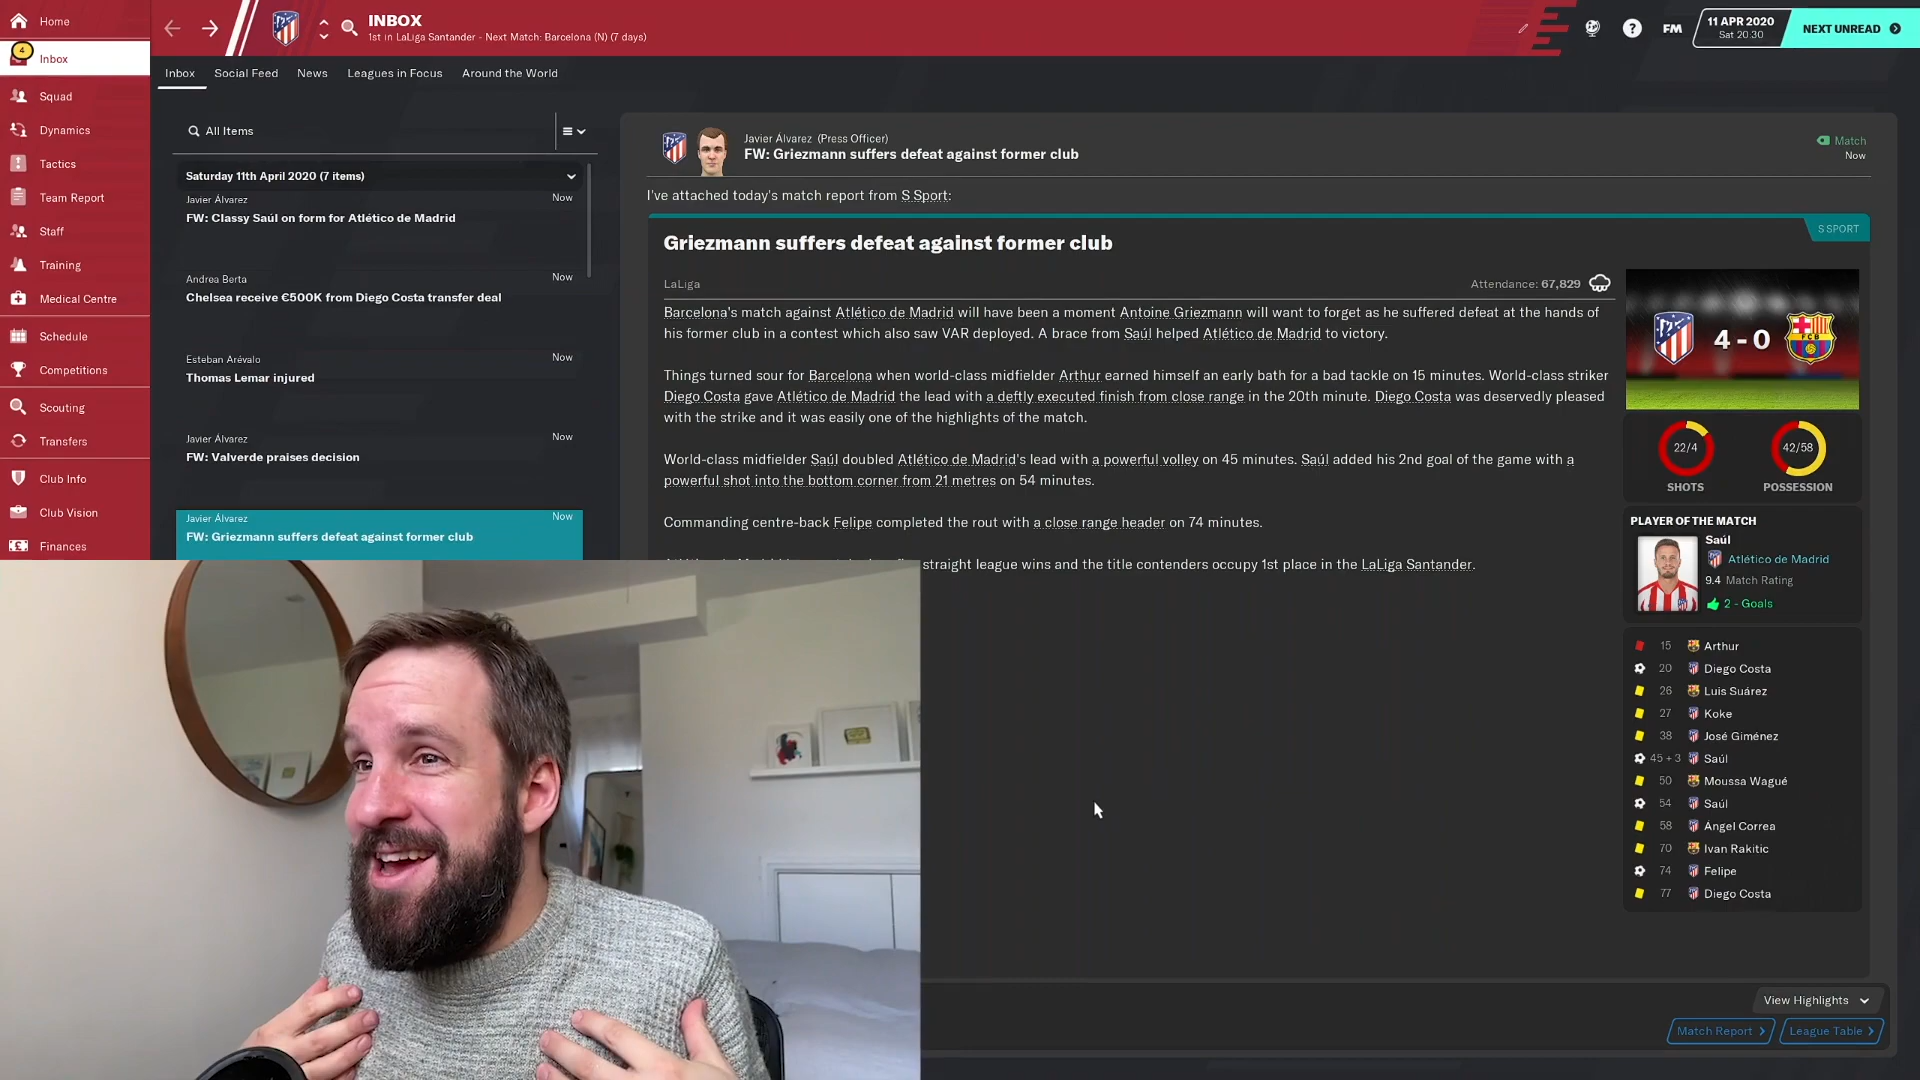 Home
4
Inbox
Squad
Dynamics
Tactics
Team Report
Staff
Training
Medical Centre
Schedule
Competitions
Scouting
Transfers
Club Info
Club Vision
Finances
INBOX
1st in LaLiga Santander - Next Match: Barcelona (N) (7 days)
?
FM
11 APR 2020
Sat 20:30
NEXT UNREAD
Inbox
Social Feed
News
Leagues in Focus
Around the World
All Items
Saturday 11th April 2020 (7 items)
Javier Álvarez
Now
FW: Classy Saúl on form for Atlético de Madrid
Andrea Berta
Now
Chelsea receive €500K from Diego Costa transfer deal
Esteban Arévalo
Now
Thomas Lemar injured
Javier Álvarez
Now
FW: Valverde praises decision
Javier Álvarez
Now
FW: Griezmann suffers defeat against former club
Javier Álvarez (Press Officer)
FW: Griezmann suffers defeat against former club
Match
Now
I've attached today's match report from S Sport:
S SPORT
Griezmann suffers defeat against former club
LaLiga
Attendance: 67,829
Barcelona's match against Atlético de Madrid will have been a moment Antoine Griezmann will want to forget as he suffered defeat at the hands of
his former club in a contest which also saw VAR deployed. A brace from Saúl helped Atlético de Madrid to victory.
Things turned sour for Barcelona when world-class midfielder Arthur earned himself an early bath for a bad tackle on 15 minutes. World-class striker
Diego Costa gave Atlético de Madrid the lead with a deftly executed finish from close range in the 20th minute. Diego Costa was deservedly pleased
with the strike and it was easily one of the highlights of the match.
World-class midfielder Saúl doubled Atlético de Madrid's lead with a powerful volley on 45 minutes. Saúl added his 2nd goal of the game with a
powerful shot into the bottom corner from 21 metres on 54 minutes.
Commanding centre-back Felipe completed the rout with a close range header on 74 minutes.
straight league wins and the title contenders occupy 1st place in the LaLiga Santander.
4 - 0
FCB
22/4
SHOTS
42/58
POSSESSION
PLAYER OF THE MATCH
Saúl
Atlético de Madrid
9.4 Match Rating
2 - Goals
15 Arthur
20 Diego Costa
26 Luis Suárez
27 Koke
38 José Giménez
45 + 3 Saúl
50 Moussa Wagué
54 Saúl
58 Ángel Correa
70 Ivan Rakitic
74 Felipe
77 Diego Costa
View Highlights
Match Report
League Table